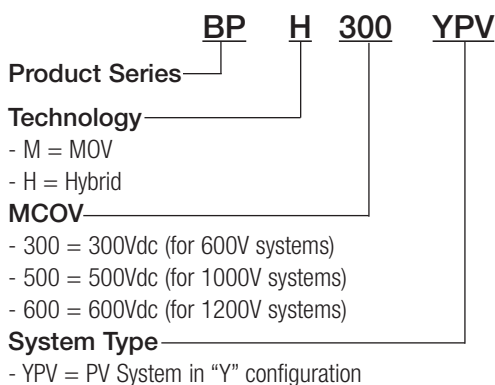 BP H 300 YPV
Product Series
Technology
- M = MOV
- H = Hybrid
MCOV
- 300 = 300Vdc (for 600V systems)
- 500 = 500Vdc (for 1000V systems)
- 600 = 600Vdc (for 1200V systems)
System Type
- YPV = PV System in “Y” configuration